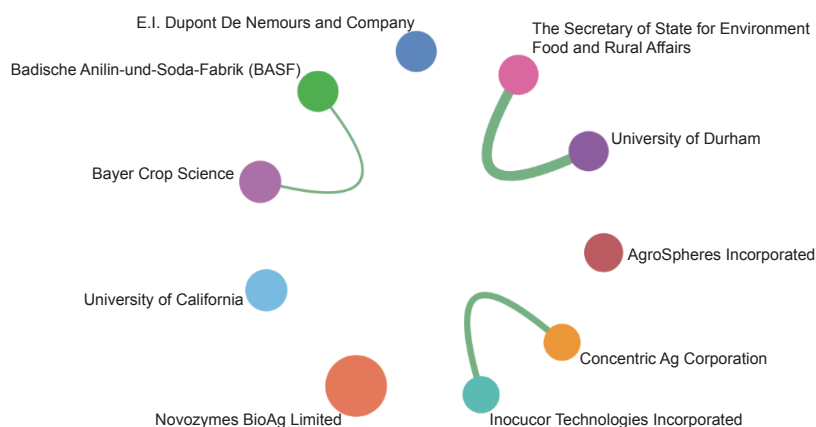 E.I. Dupont De Nemours and Company
The Secretary of State for Environment
Food and Rural Affairs
Badische Anilin-und-Soda-Fabrik (BASF)
University of Durham
Bayer Crop Science
AgroSpheres Incorporated
University of California
Concentric Ag Corporation
Novozymes BioAg Limited
Inocucor Technologies Incorporated